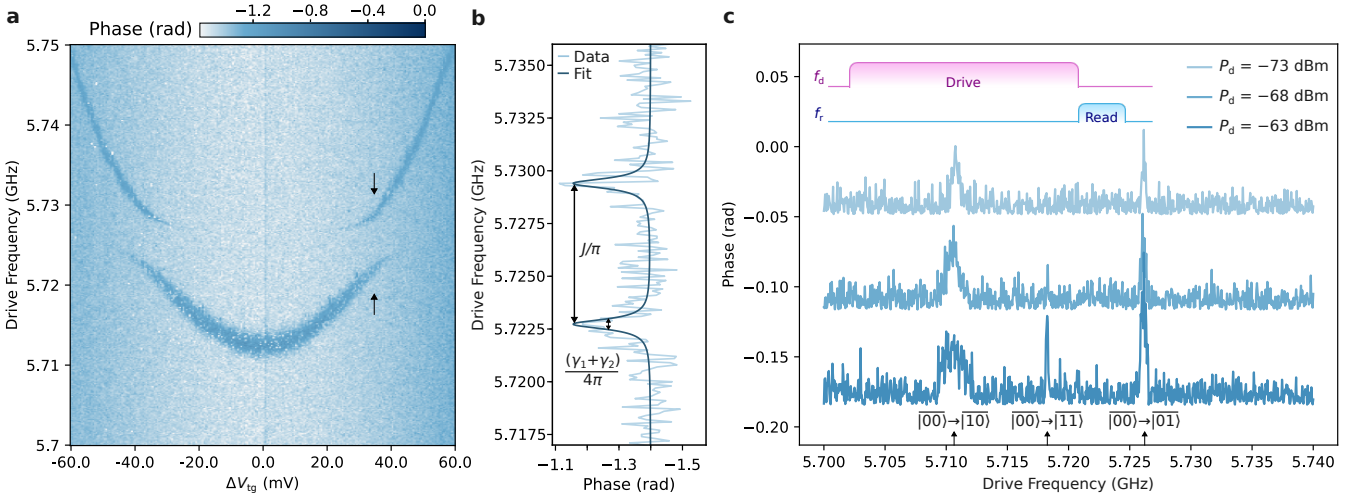 a
Phase (rad)
−1.2
−0.8
−0.4
0.0
5.75
5.74
5.73
5.72
5.71
5.7
Drive Frequency (GHz)
−60.0
−40.0
−20.0
0.0
20.0
40.0
60.0
ΔV_tg (mV)
b
Data
Fit
5.7350
5.7325
5.7300
5.7275
5.7250
5.7225
5.7200
5.7175
Drive Frequency (GHz)
J/π
(γ₁+γ₂)
4π
−1.1
−1.3
−1.5
Phase (rad)
c
f_d
Drive
f_r
Read
P_d = −73 dBm
P_d = −68 dBm
P_d = −63 dBm
0.05
0.00
−0.05
−0.10
−0.15
−0.20
Phase (rad)
|00⟩→|10⟩
|00⟩→|11⟩
|00⟩→|01⟩
5.700
5.705
5.710
5.715
5.720
5.725
5.730
5.735
5.740
Drive Frequency (GHz)